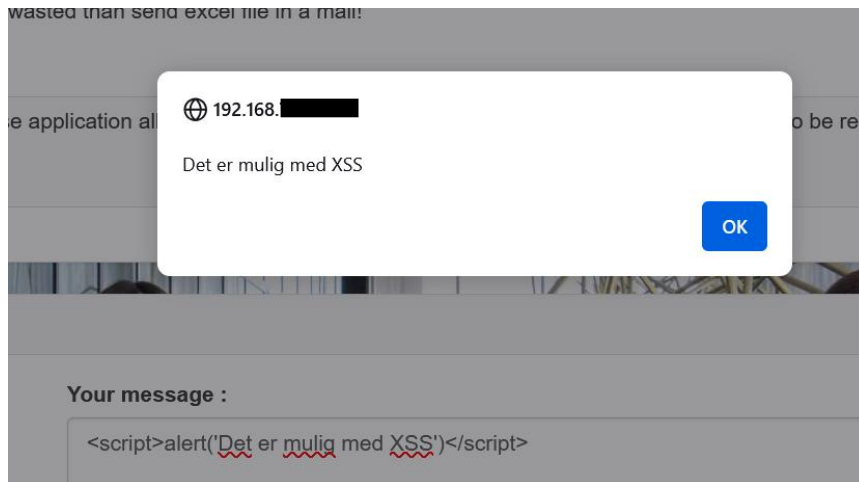 wasted than send excel file in a mail!
se application all
o be re
192.168.
Det er mulig med XSS
OK
Your message :
<script>alert('Det er mulig med XSS')</script>